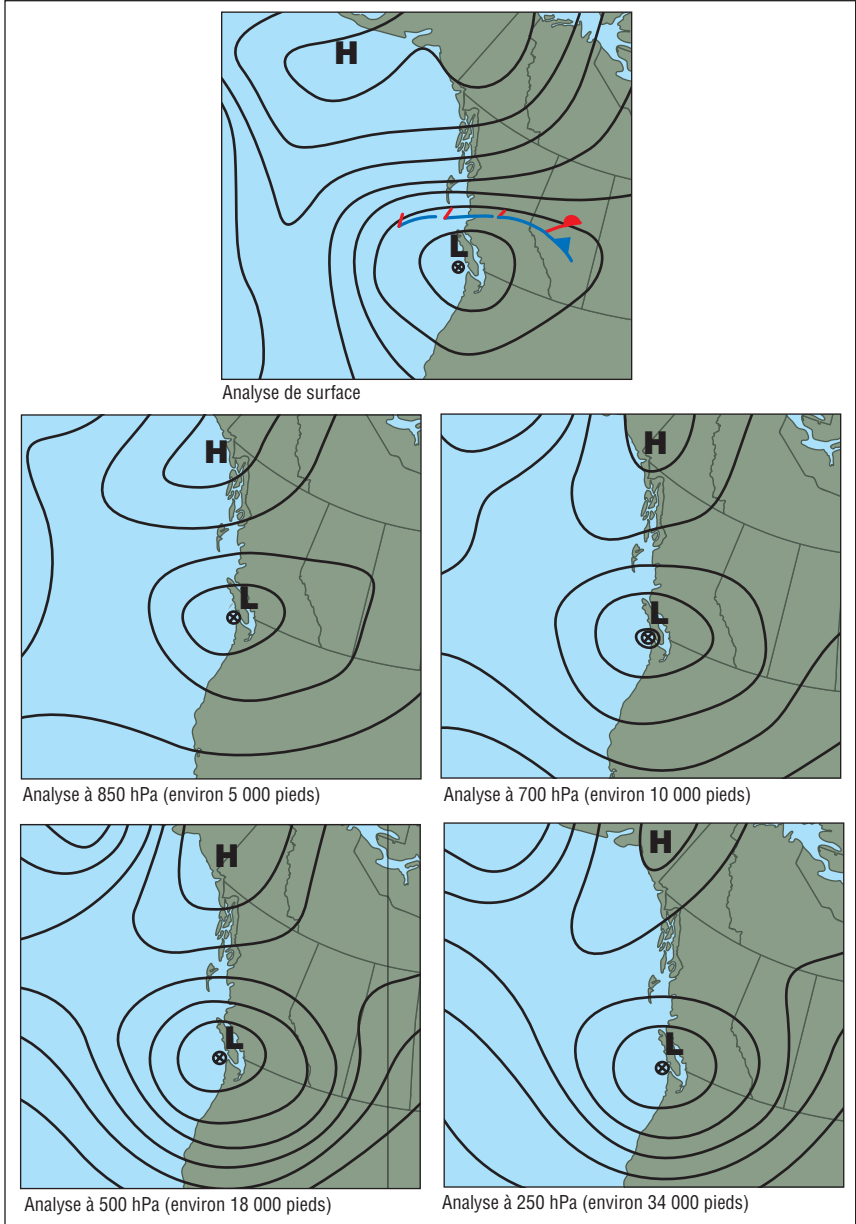 H
L
Analyse de surface
H
L
Analyse à 850 hPa (environ 5 000 pieds)
H
L
Analyse à 700 hPa (environ 10 000 pieds)
H
L
Analyse à 500 hPa (environ 18 000 pieds)
H
L
Analyse à 250 hPa (environ 34 000 pieds)